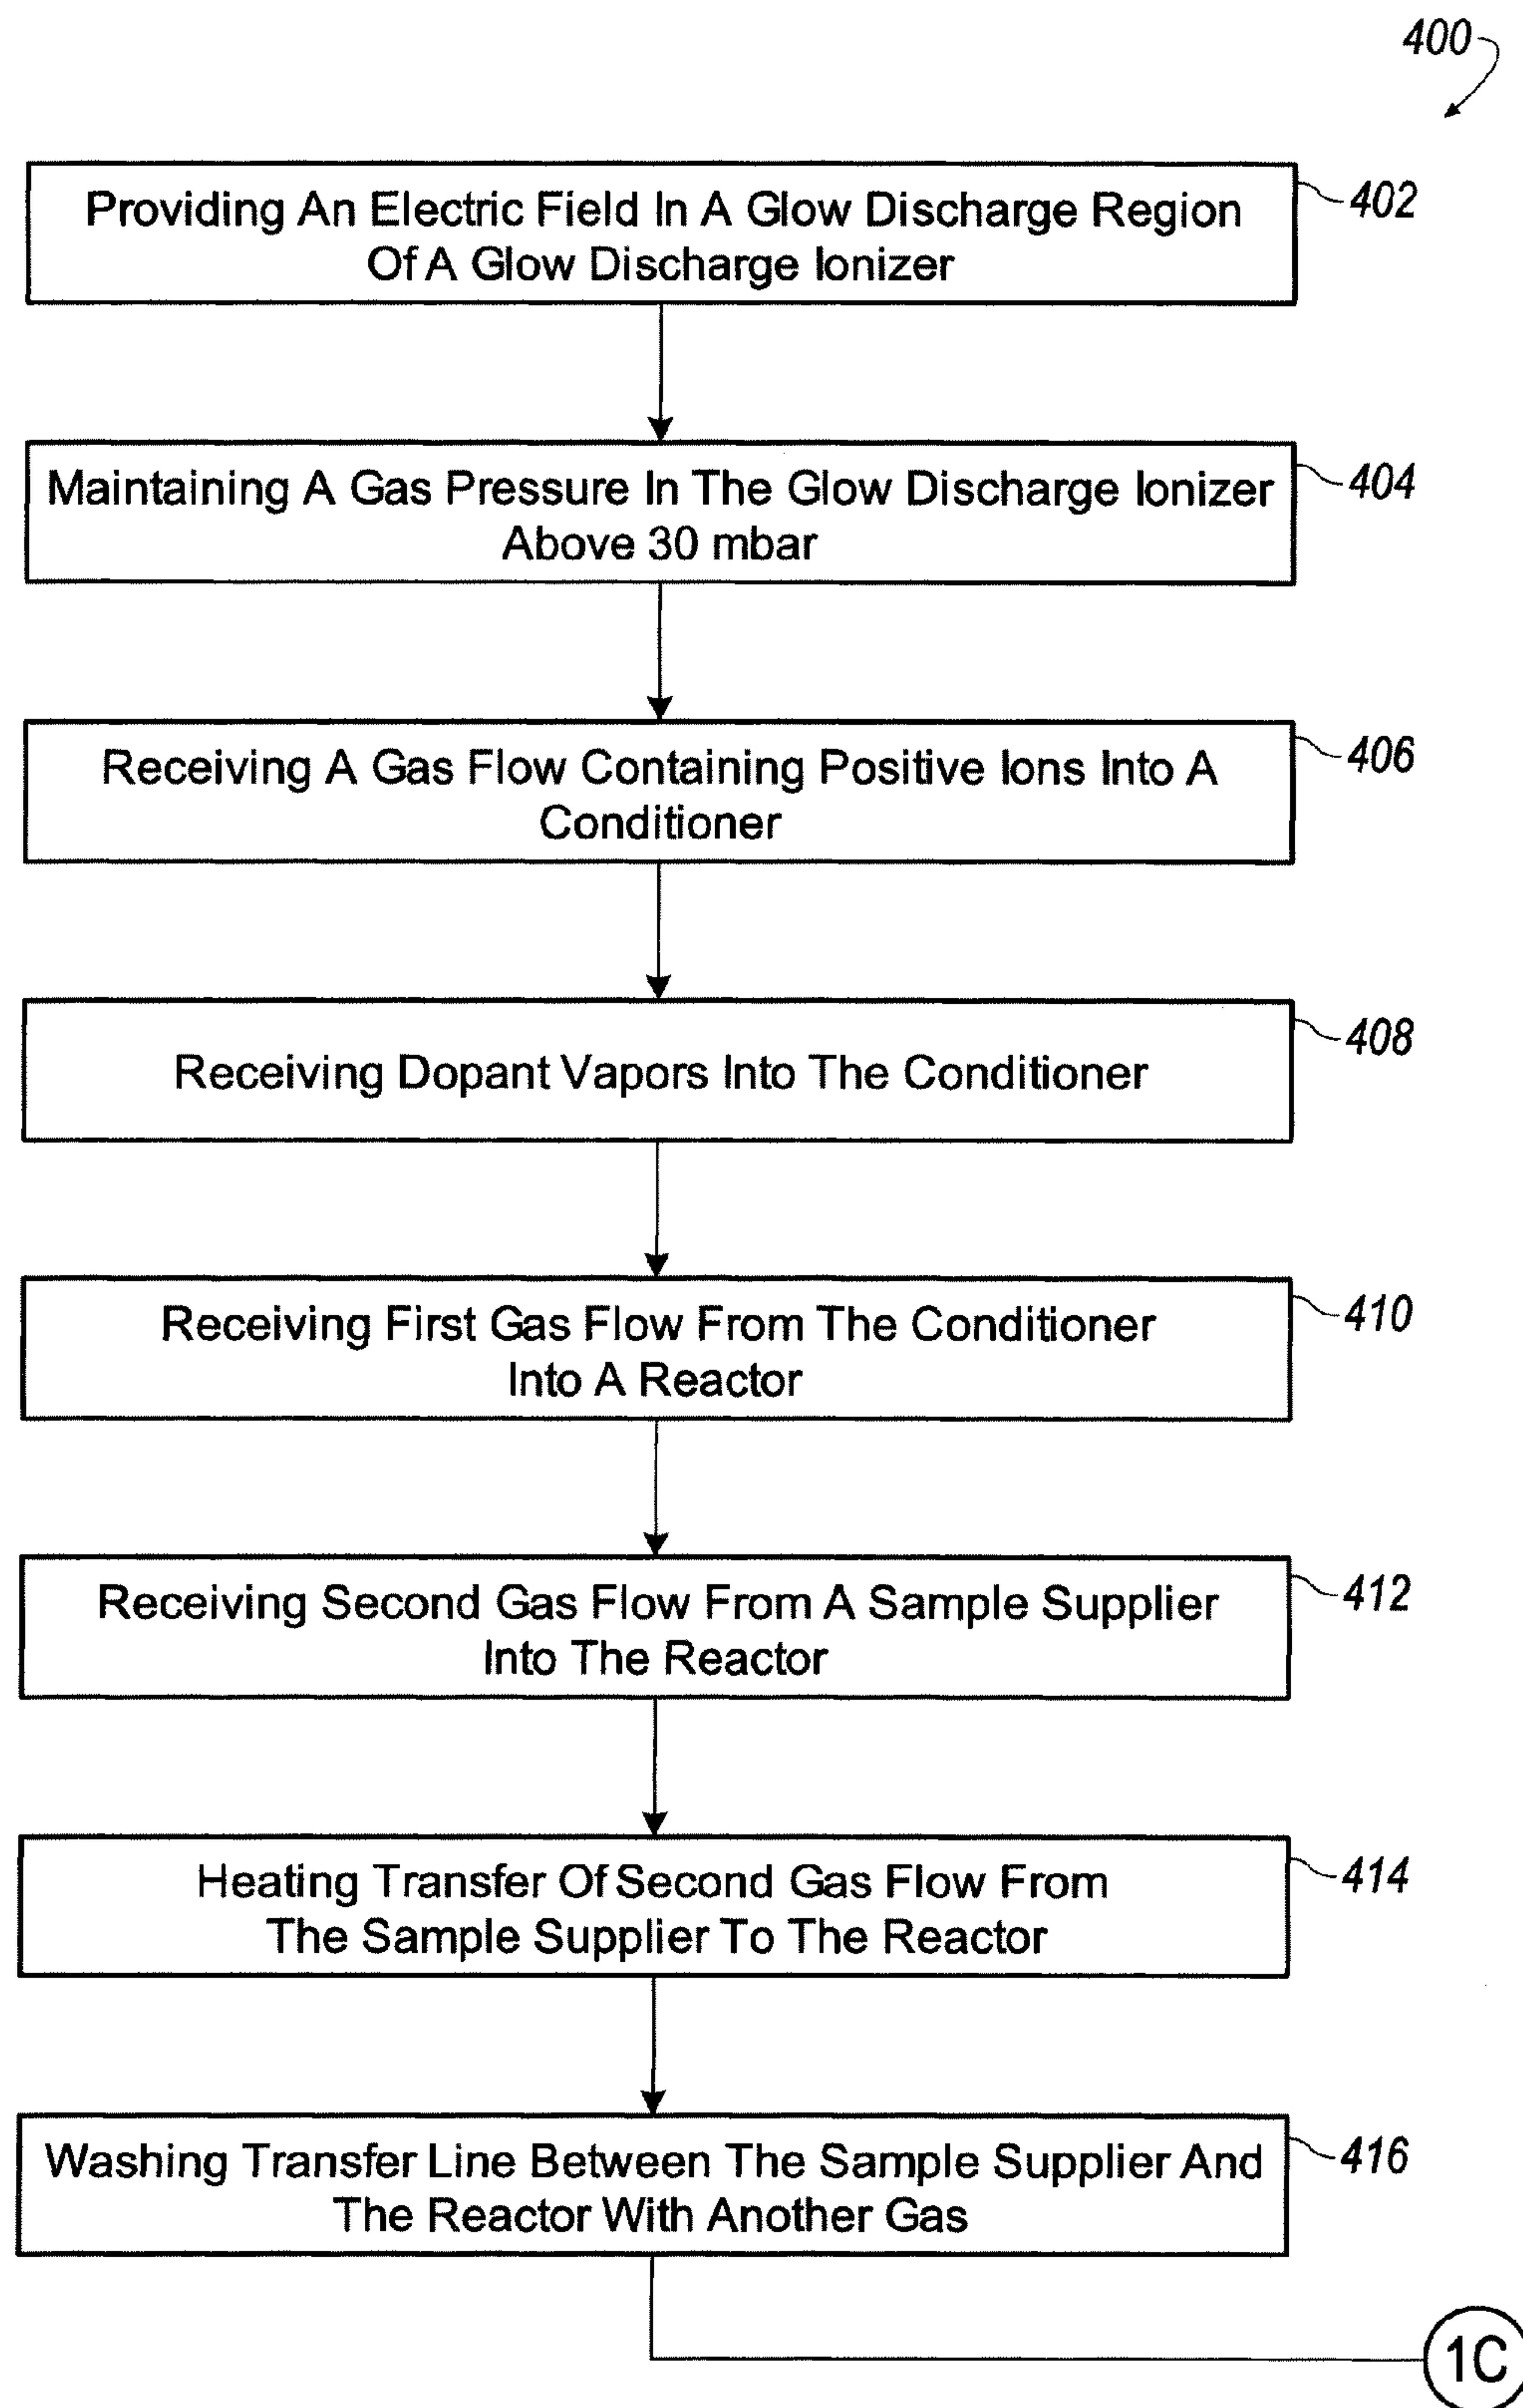 400
Providing An Electric Field In A Glow Discharge Region
Of A Glow Discharge Ionizer
402
Maintaining A Gas Pressure In The Glow Discharge Ionizer
Above 30 mbar
404
Receiving A Gas Flow Containing Positive Ions Into A
Conditioner
406
Receiving Dopant Vapors Into The Conditioner
408
Receiving First Gas Flow From The Conditioner
Into A Reactor
410
Receiving Second Gas Flow From A Sample Supplier
Into The Reactor
412
Heating Transfer Of Second Gas Flow From
The Sample Supplier To The Reactor
414
Washing Transfer Line Between The Sample Supplier And
The Reactor With Another Gas
416
1C